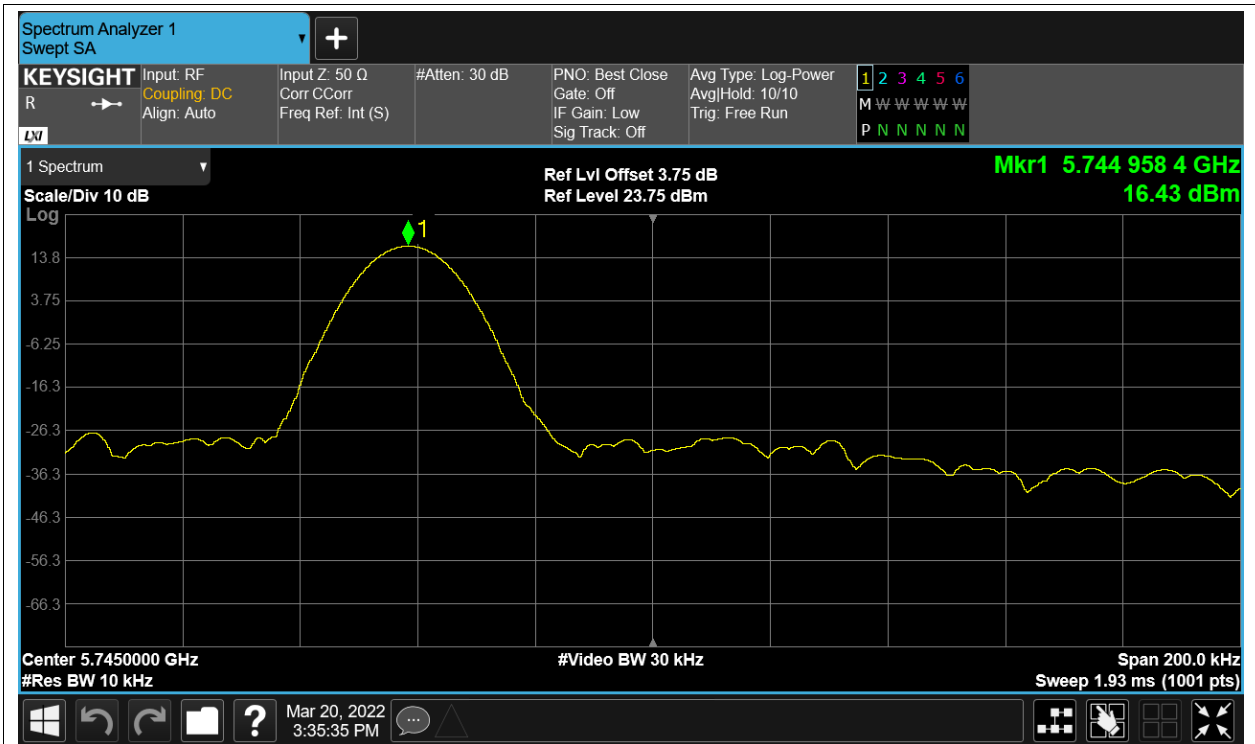 Spectrum Analyzer 1
Swept SA
KEYSIGHT
R
LXI
Input: RF
Coupling: DC
Align: Auto
Input Z: 50 Ω
Corr CCorr
Freq Ref: Int (S)
#Atten: 30 dB
PNO: Best Close
Gate: Off
IF Gain: Low
Sig Track: Off
Avg Type: Log-Power
Avg|Hold: 10/10
Trig: Free Run
1 2 3 4 5 6
M W W W W W
P N N N N N
1 Spectrum
Scale/Div 10 dB
Log
Ref Lvl Offset 3.75 dB
Ref Level 23.75 dBm
Mkr1 5.744 958 4 GHz
16.43 dBm
1
13.8
3.75
-6.25
-16.3
-26.3
-36.3
-46.3
-56.3
-66.3
Center 5.7450000 GHz
#Res BW 10 kHz
#Video BW 30 kHz
Span 200.0 kHz
Sweep 1.93 ms (1001 pts)
?
Mar 20, 2022
3:35:35 PM